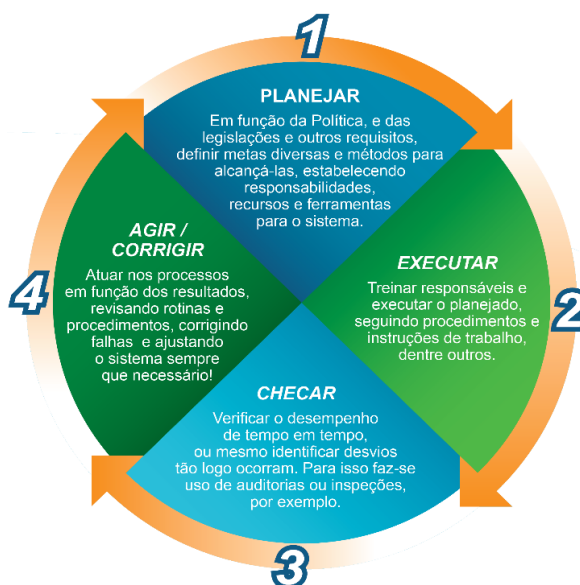 1
PLANEJAR
Em função da Política, e das
legislações e outros requisitos,
definir metas diversas e métodos para
alcançá-las, estabelecendo
responsabilidades,
recursos e ferramentas
para o sistema.
EXECUTAR
Treinar responsáveis e
executar o planejado,
seguindo procedimentos e
instruções de trabalho,
dentre outros.
2
CHECAR
Verificar o desempenho
de tempo em tempo,
ou mesmo identificar desvios
tão logo ocorram. Para isso faz-se
uso de auditorias ou inspeções,
por exemplo.
3
AGIR /
CORRIGIR
Atuar nos processos
em função dos resultados,
revisando rotinas e
procedimentos, corrigindo
falhas e ajustando
o sistema sempre
que necessário!
4